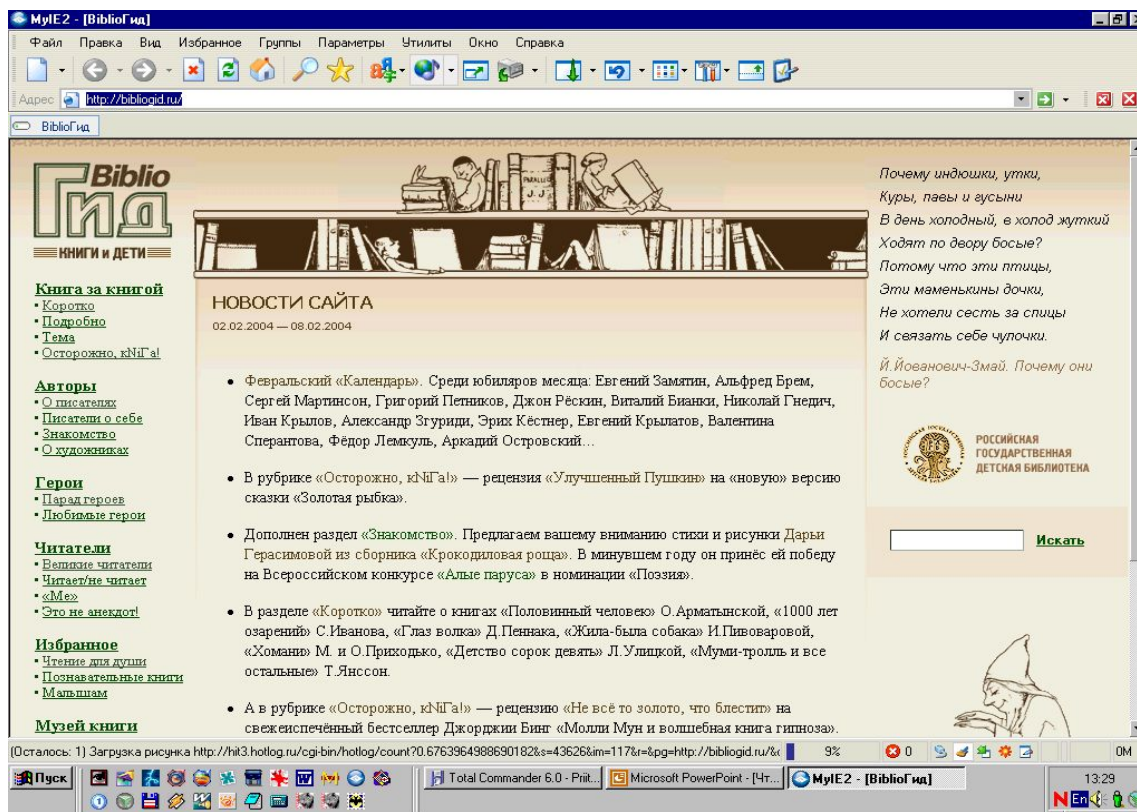 MyIE2 - [BiblioГид]
Файл Правка Вид Избранное Группы Параметры Утилиты Окно Справка
Адрес http://bibliogid.ru/
BiblioГид
Biblio
Гид
КНИГИ и ДЕТИ
Книга за книгой
• Коротко
• Подробно
• Тема
• Осторожно, кNiГа!
Авторы
• О писателях
• Писатели о себе
• Знакомство
• О художниках
Герои
• Парад героев
• Любимые герои
Читатели
• Великие читатели
• Читает/не читает
• «Ме»
• Это не анекдот!
Избранное
• Чтение для души
• Познавательные книги
• Малышам
Музей книги
НОВОСТИ САЙТА
02.02.2004 — 08.02.2004
• Февральский «Календарь». Среди юбиляров месяца: Евгений Замятин, Альфред Брем,
Сергей Мартинсон, Григорий Петников, Джон Рёскин, Виталий Бианки, Николай Гнедич,
Иван Крылов, Александр Згуриди, Эрих Кёстнер, Евгений Крылатов, Валентина
Сперантова, Фёдор Лемкуль, Аркадий Островский…
• В рубрике «Осторожно, кNiГа!» — рецензия «Улучшенный Пушкин» на «новую» версию
сказки «Золотая рыбка».
• Дополнен раздел «Знакомство». Предлагаем вашему вниманию стихи и рисунки Дарьи
Герасимовой из сборника «Крокодиловая роща». В минувшем году он принёс ей победу
на Всероссийском конкурсе «Алые паруса» в номинации «Поэзия».
• В разделе «Коротко» читайте о книгах «Половинный человек» О.Арматынской, «1000 лет
озарений» С.Иванова, «Глаз волка» Д.Пеннака, «Жила-была собака» И.Пивоваровой,
«Хомани» М. и О.Приходько, «Детство сорок девять» Л.Улицкой, «Муми-тролль и все
остальные» Т.Янссон.
• А в рубрике «Осторожно, кNiГа!» — рецензию «Не всё то золото, что блестит» на
свежеиспечённый бестселлер Джорджии Бинг «Молли Мун и волшебная книга гипноза».
Почему индюшки, утки,
Куры, павы и гусыни
В день холодный, в холод жуткий
Ходят по двору босые?
Потому что эти птицы,
Эти маменькины дочки,
Не хотели сесть за спицы
И связать себе чулочки.
Й.Йованович-Змай. Почему они
босые?
РОССИЙСКАЯ
ГОСУДАРСТВЕННАЯ
ДЕТСКАЯ БИБЛИОТЕКА
Искать
(Осталось: 1) Загрузка рисунка http://hit3.hotlog.ru/cgi-bin/hotlog/count?0.6763964988690182&s=43626&im=117&r=&pg=http://bibliogid.ru/&c 9% 0 0M
Пуск Total Commander 6.0 - Priit... Microsoft PowerPoint - [Чт... MyIE2 - [BiblioГид] 13:29
En